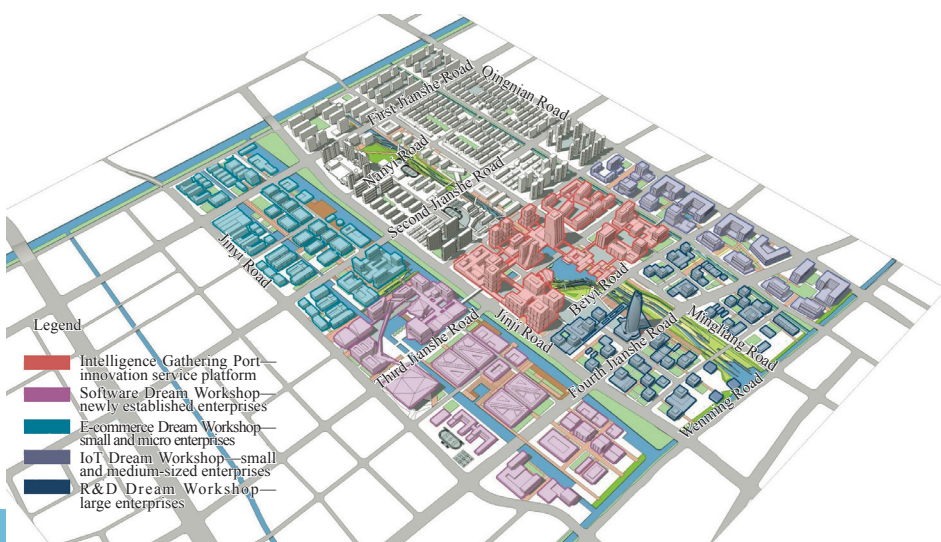 Qingnian Road
First Jianshe Road
Nanyi Road
Second Jianshe Road
Jinyi Road
Beiyi Road
Jinji Road
Mingliang Road
Third Jianshe Road
Fourth Jianshe Road
Wenming Road
Legend
Intelligence Gathering Port—
innovation service platform
Software Dream Workshop—
newly established enterprises
E-commerce Dream Workshop—
small and micro enterprises
IoT Dream Workshop—small
and medium-sized enterprises
R&D Dream Workshop—
large enterprises